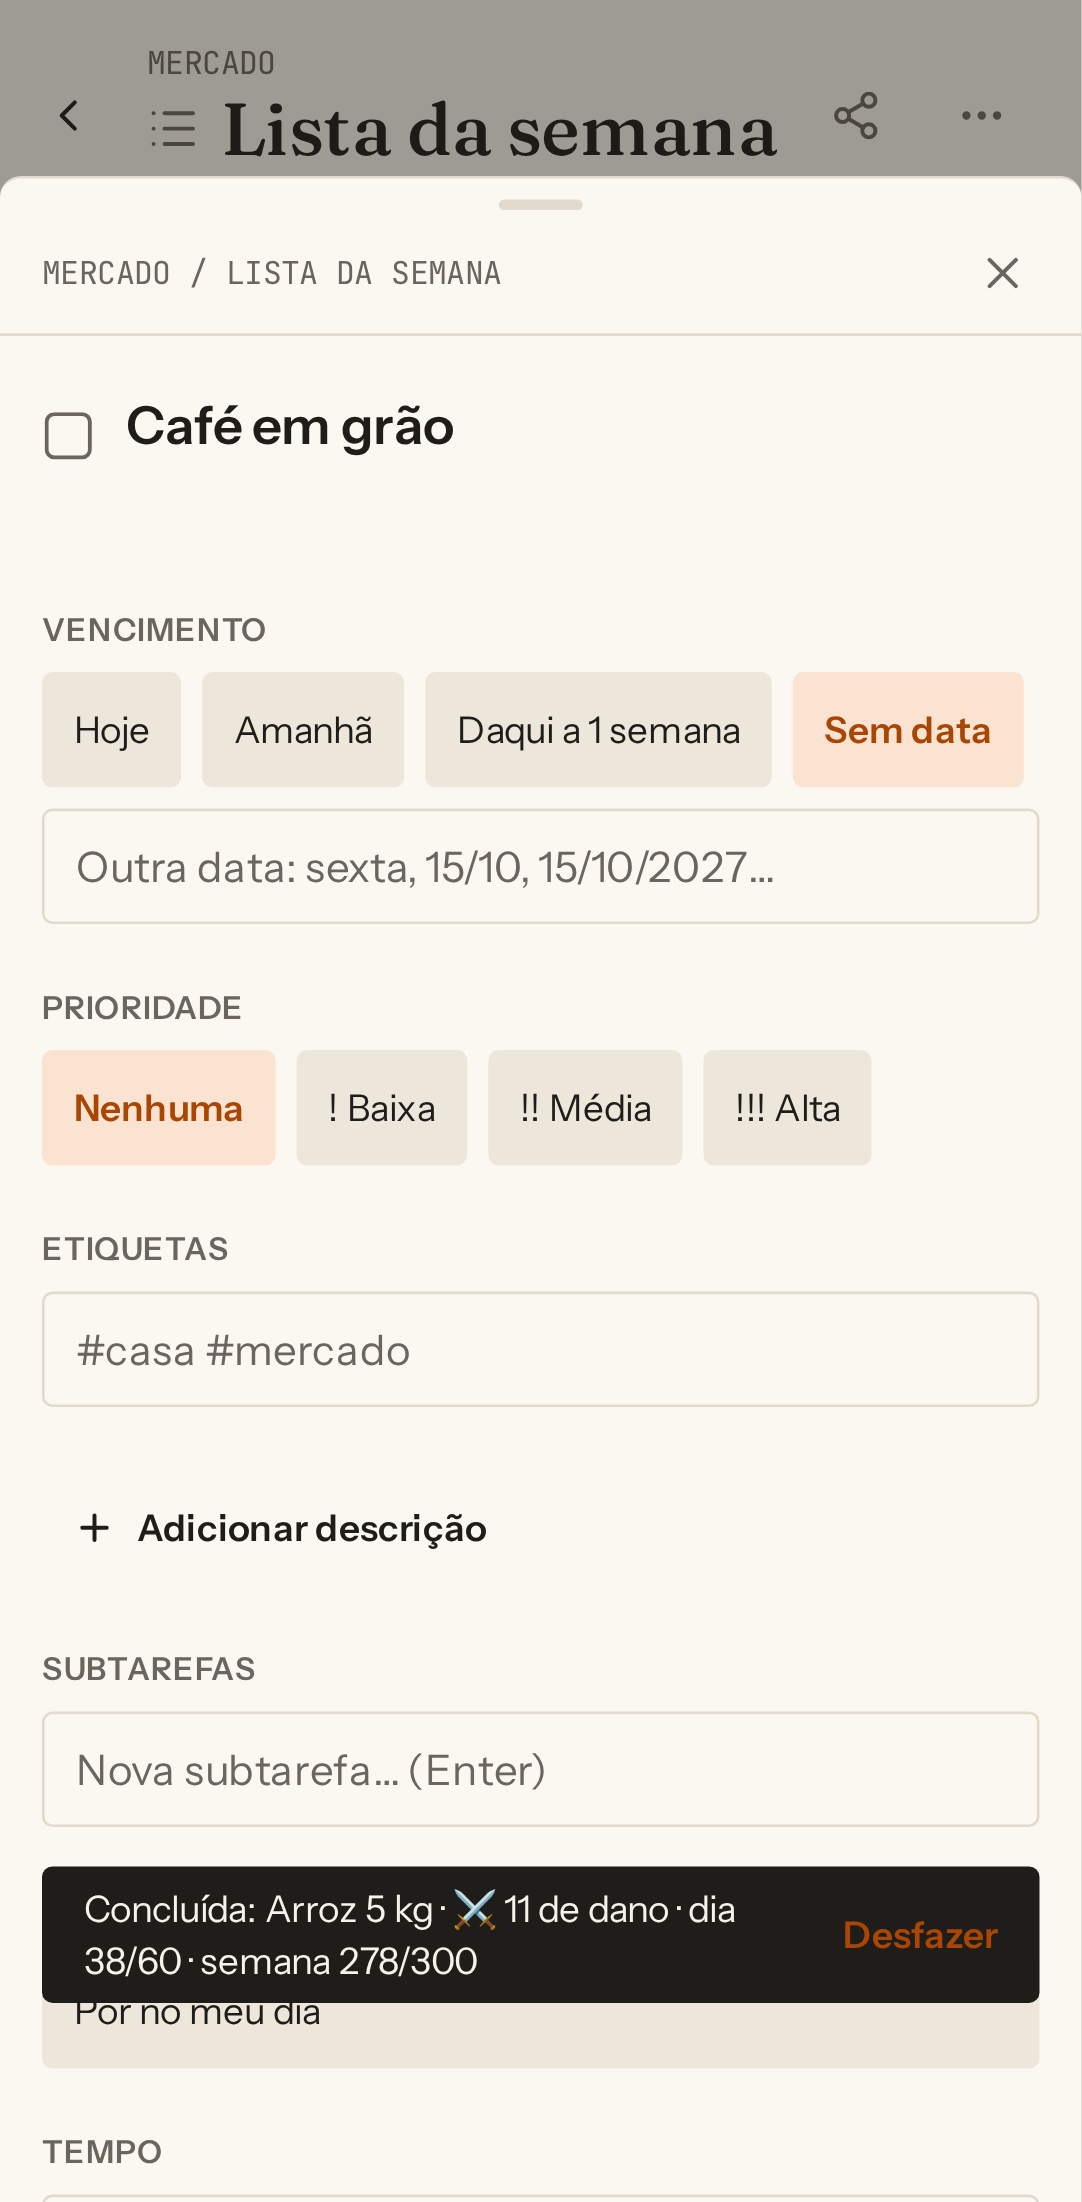 MERCADO
Lista da semana
MERCADO / LISTA DA SEMANA
Café em grão
VENCIMENTO
Hoje
Amanhã
Daqui a 1 semana
Sem data
Outra data: sexta, 15/10, 15/10/2027...
PRIORIDADE
Nenhuma
! Baixa
!! Média
!!! Alta
ETIQUETAS
#casa #mercado
+ Adicionar descrição
SUBTAREFAS
Nova subtarefa... (Enter)
Concluída: Arroz 5 kg · ⚔️ 11 de dano · dia
38/60 · semana 278/300
Desfazer
Por no meu dia
TEMPO